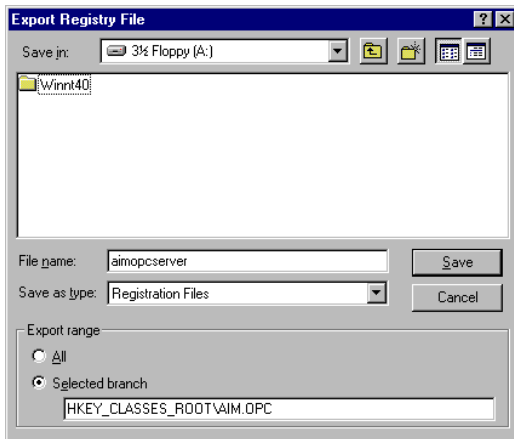 Export Registry File
Save in: 3½ Floppy (A:)
Winnt40
File name: aimopcserver Save
Save as type: Registration Files Cancel
Export range
All
Selected branch
HKEY_CLASSES_ROOT\AIM.OPC